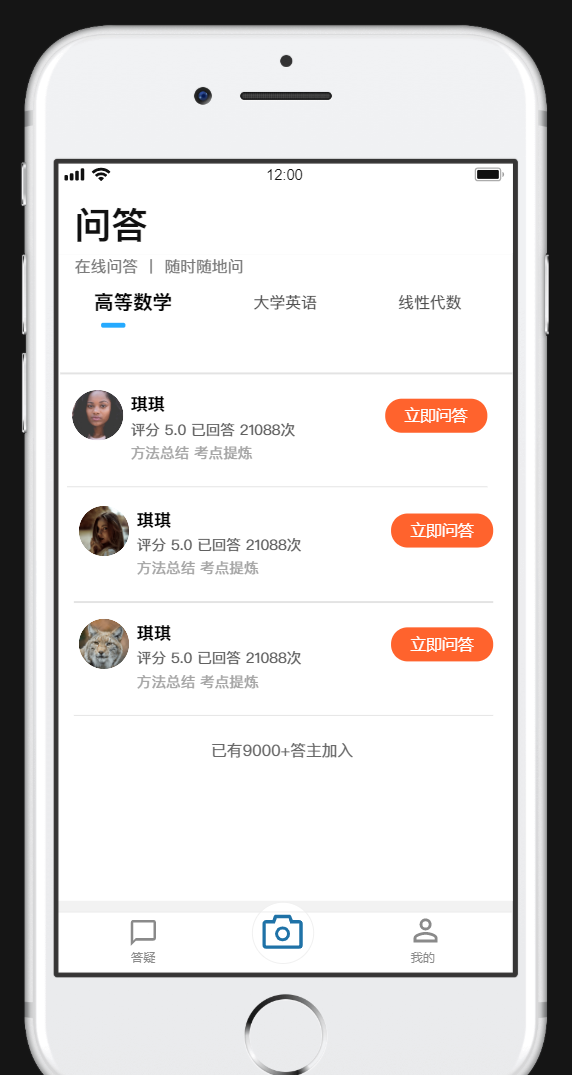 12:00
问答
在线问答 | 随时随地问
高等数学 大学英语 线性代数
琪琪
立即问答
评分 5.0 已回答 21088次
方法总结 考点提炼
琪琪
立即问答
评分 5.0 已回答 21088次
方法总结 考点提炼
琪琪
立即问答
评分 5.0 已回答 21088次
方法总结 考点提炼
已有9000+答主加入
答疑 我的